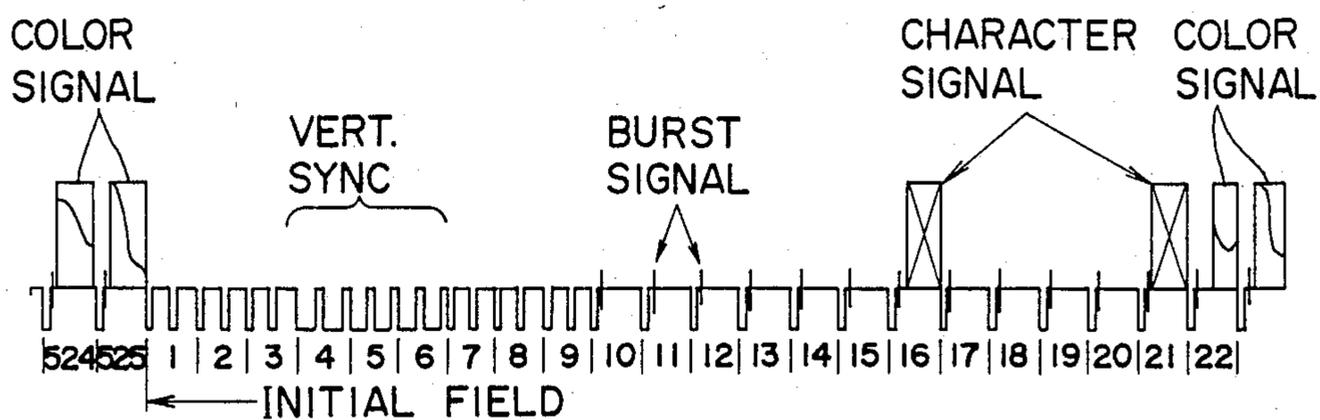 COLOR
SIGNAL
VERT.
SYNC
BURST
SIGNAL
CHARACTER
SIGNAL
COLOR
SIGNAL
524 525 1 2 3 4 5 6 7 8 9 10 11 12 13 14 15 16 17 18 19 20 21 22
INITIAL FIELD